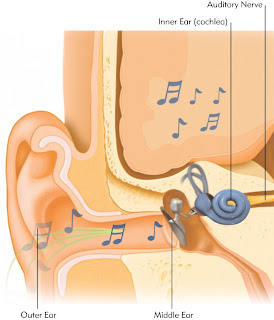 Auditory Nerve
Inner Ear (cochlea)
Outer Ear
Middle Ear